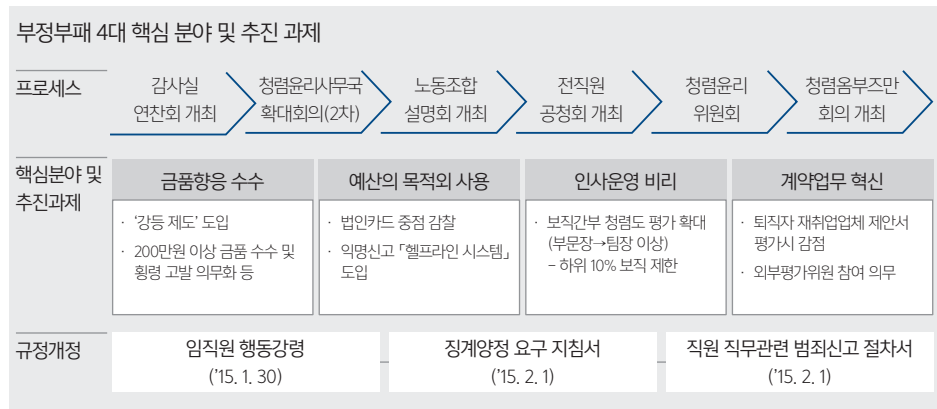 부정부패 4대 핵심 분야 및 추진 과제
프로세스
감사실
연찬회 개최
청렴윤리사무국
확대회의(2차)
노동조합
설명회 개최
전직원
공청회 개최
청렴윤리
위원회
청렴옴부즈만
회의 개최
핵심분야 및
추진과제
금품향응 수수
· '강등 제도' 도입
· 200만원 이상 금품 수수 및
횡령 고발 의무화 등
예산의 목적외 사용
· 법인카드 중점 감찰
· 익명신고 「헬프라인 시스템」
도입
인사운영 비리
· 보직간부 청렴도 평가 확대
(부문장→팀장 이상)
– 하위 10% 보직 제한
계약업무 혁신
· 퇴직자 재취업업체 제안서
평가시 감점
· 외부평가위원 참여 의무
규정개정
임직원 행동강령
('15. 1. 30)
징계양정 요구 지침서
('15. 2. 1)
직원 직무관련 범죄신고 절차서
('15. 2. 1)